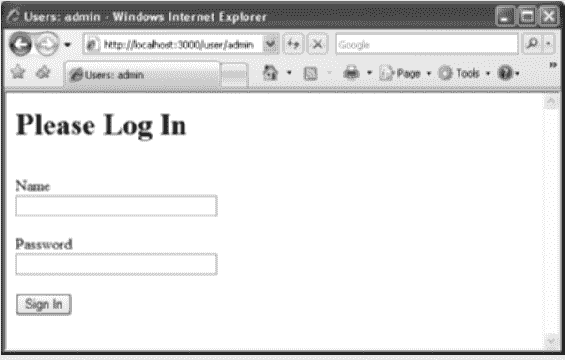 Users: admin - Windows Internet Explorer
http://localhost:3000/user/admin
Google
Users: admin
Page
Tools
Please Log In
Name
Password
Sign In